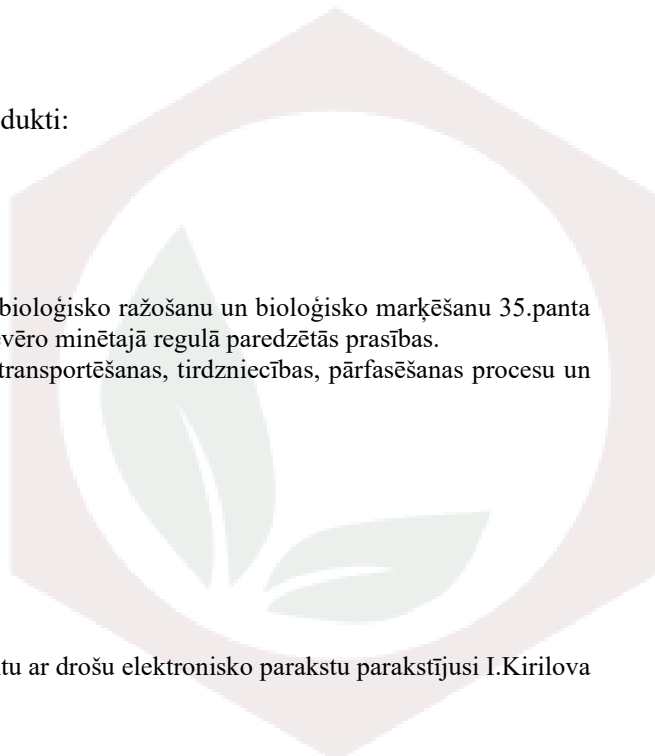 dukti:
bioloģisko ražošanu un bioloģisko marķēšanu 35.panta
vēro minētajā regulā paredzētās prasības.
transportēšanas, tirdzniecības, pārfasēšanas procesu un
tu ar drošu elektronisko parakstu parakstījusi I.Kirilova